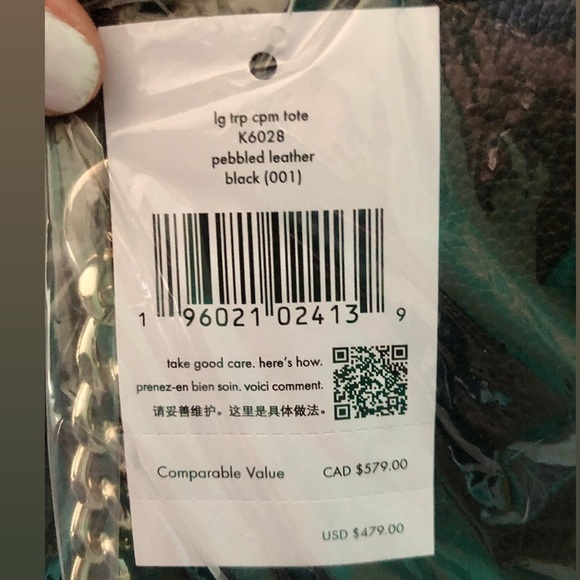 lg trp cpm tote
K6028
pebbled leather
black (001)
1 96021 02413 9
take good care. here's how.
prenez-en bien soin. voici comment.
请妥善维护。这里是具体做法。
Comparable Value CAD $579.00
USD $479.00